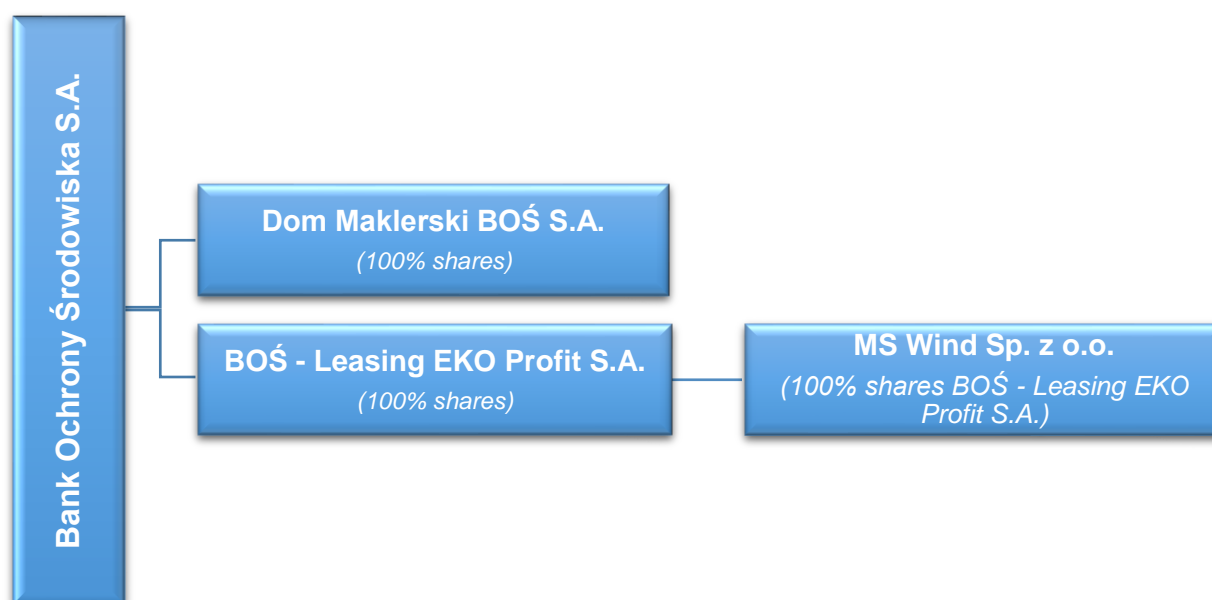 Bank Ochrony Środowiska S.A.
Dom Maklerski BOŚ S.A.
(100% shares)
BOŚ - Leasing EKO Profit S.A.
(100% shares)
MS Wind Sp. z o.o.
(100% shares BOŚ - Leasing EKO
Profit S.A.)